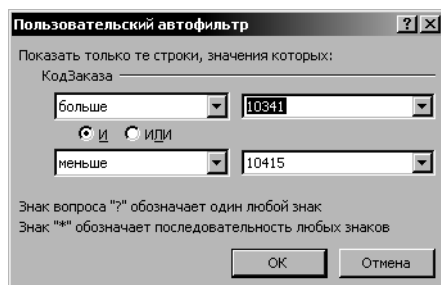 Пользовательский автофильтр
Показать только те строки, значения которых:
КодЗаказа
больше 10341
И ИЛИ
меньше 10415
Знак вопроса "?" обозначает один любой знак
Знак "*" обозначает последовательность любых знаков
ОК Отмена